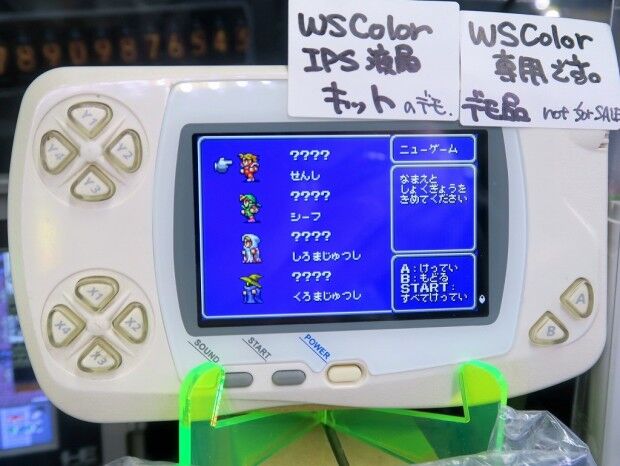 WSColor
IPS液晶
キットのデモ.
WSColor
専用です。
デモ品 not for SALE
Y1
Y2
Y3
Y4
X1
X2
X3
X4
A
B
SOUND
START
POWER
????
せんし
????
シーフ
????
しろまじゅつし
????
くろまじゅつし
ニューゲーム
なまえと
しょくぎょうを
きめてください
A:けってい
B:もどる
START:
すべてけってい